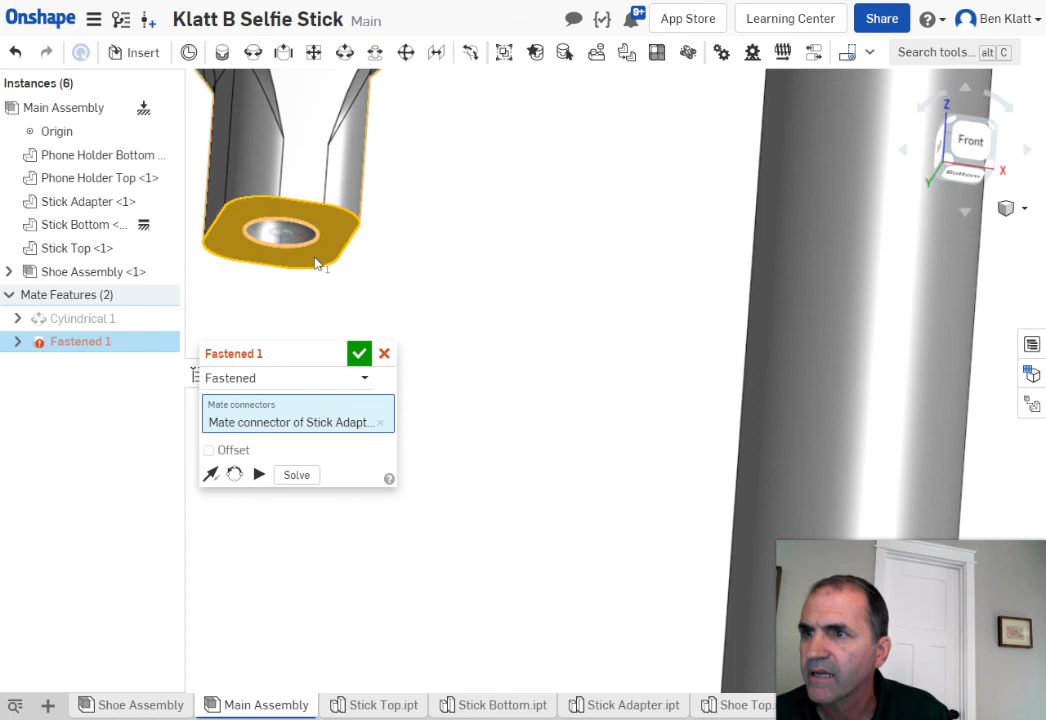 Onshape
Klatt B Selfie Stick Main
9+
App Store
Learning Center
Share
Ben Klatt
Insert
Search tools... alt C
Instances (6)
Main Assembly
Origin
Phone Holder Bottom ...
Phone Holder Top <1>
Stick Adapter <1>
Stick Bottom <...
Stick Top <1>
Shoe Assembly <1>
Mate Features (2)
Cylindrical 1
Fastened 1
1
Z
Front
Bottom
X
Y
Fastened 1
Fastened
Mate connectors
Mate connector of Stick Adapt...
Offset
Solve
Shoe Assembly
Main Assembly
Stick Top.ipt
Stick Bottom.ipt
Stick Adapter.ipt
Shoe Top.